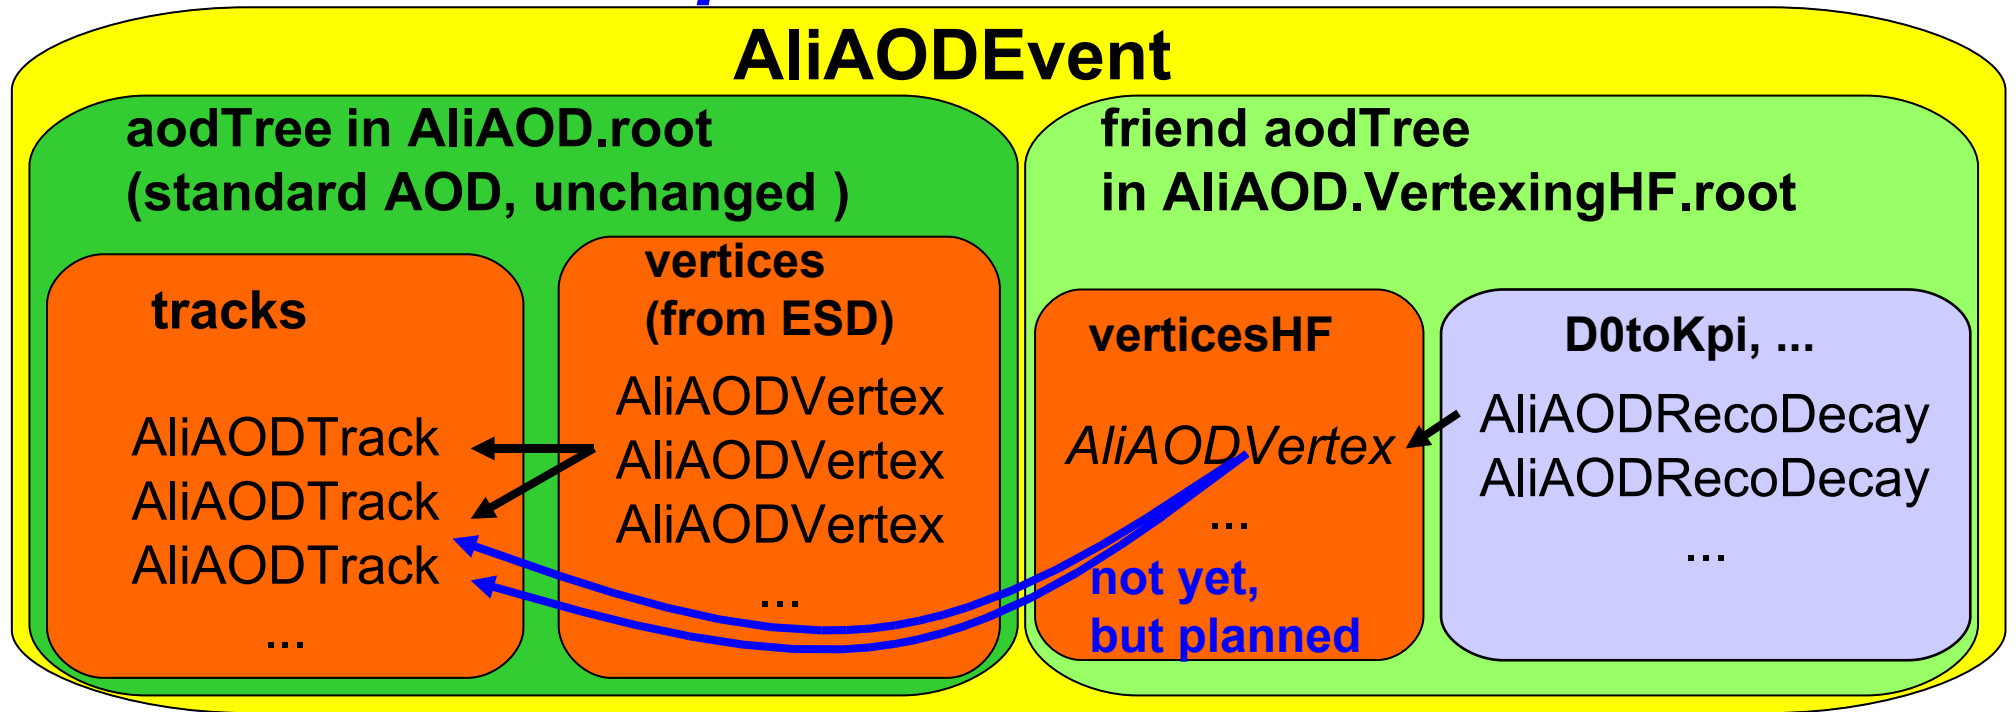 AliAODEvent
aodTree in AliAOD.root
(standard AOD, unchanged )
tracks
AliAODTrack
AliAODTrack
AliAODTrack
...
vertices
(from ESD)
AliAODVertex
AliAODVertex
AliAODVertex
...
friend aodTree
in AliAOD.VertexingHF.root
verticesHF
AliAODVertex
...
not yet,
but planned
D0toKpi, ...
AliAODRecoDecay
AliAODRecoDecay
...